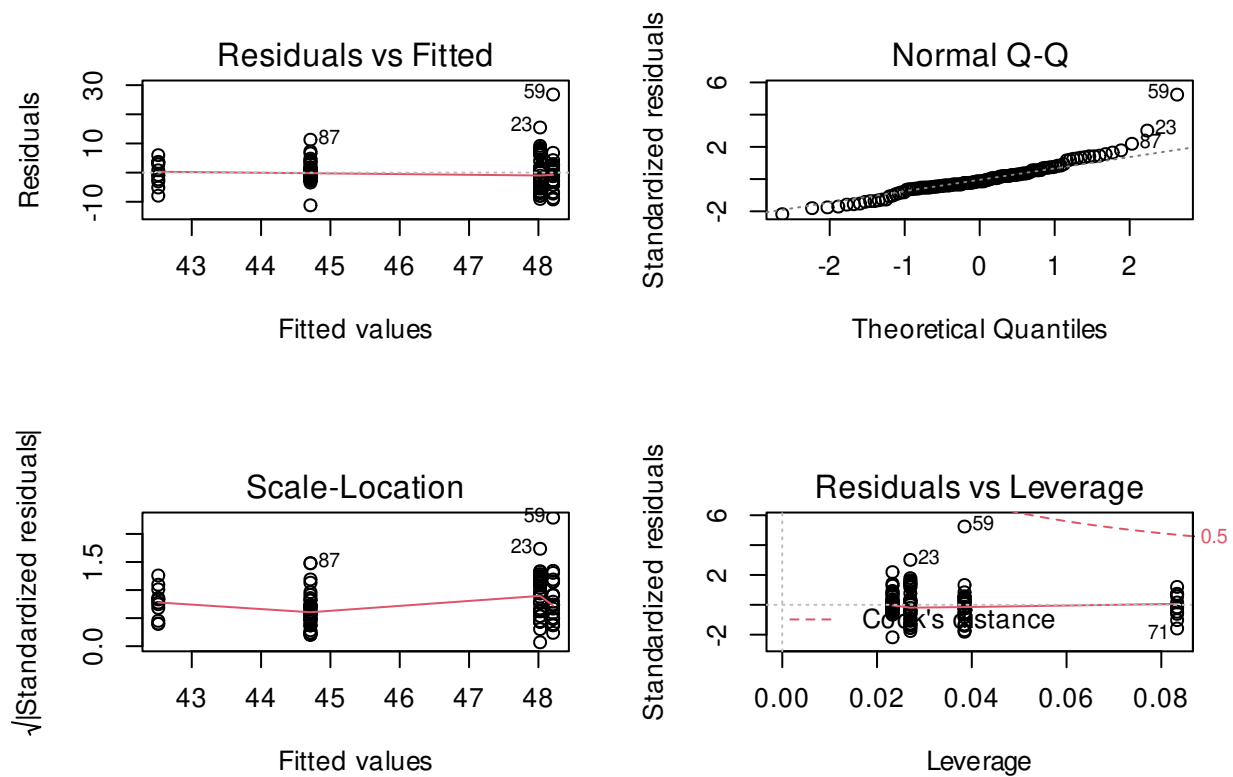 Residuals vs Fitted
Residuals
30
10
-10
59
23
87
43 44 45 46 47 48
Fitted values
Normal Q-Q
Standardized residuals
6
2
-2
59
23
87
-2 -1 0 1 2
Theoretical Quantiles
Scale-Location
√|Standardized residuals|
1.5
0.0
59
23
87
43 44 45 46 47 48
Fitted values
Residuals vs Leverage
Standardized residuals
6
2
-2
59
23
0.5
Cook's distance
71
0.00 0.02 0.04 0.06 0.08
Leverage